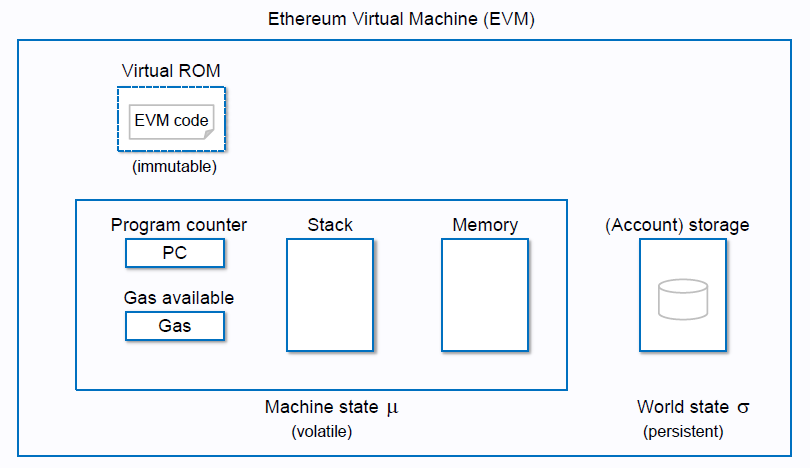 Ethereum Virtual Machine (EVM)
Virtual ROM
EVM code
(immutable)
Program counter
PC
Gas available
Gas
Stack
Memory
(Account) storage
Machine state μ
(volatile)
World state σ
(persistent)